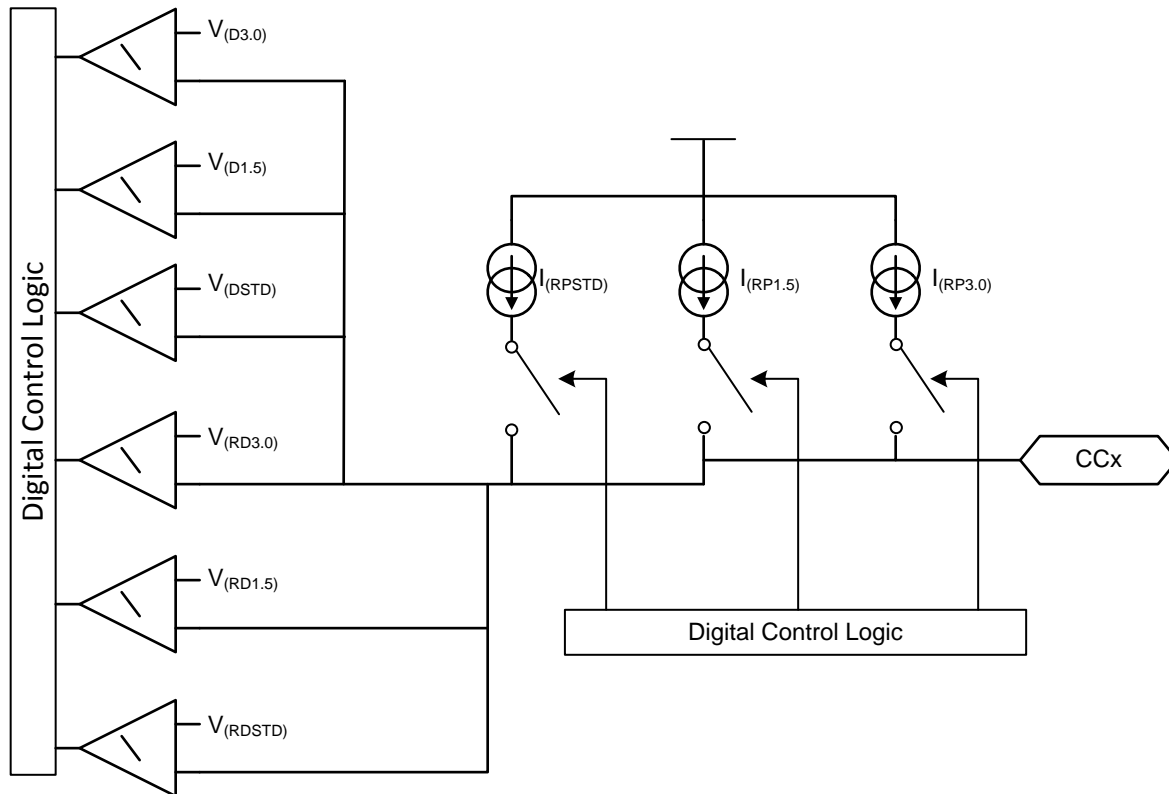 Digital Control Logic
V(D3.0)
V(D1.5)
V(DSTD)
V(RD3.0)
V(RD1.5)
V(RDSTD)
I(RPSTD)
I(RP1.5)
I(RP3.0)
CCx
Digital Control Logic